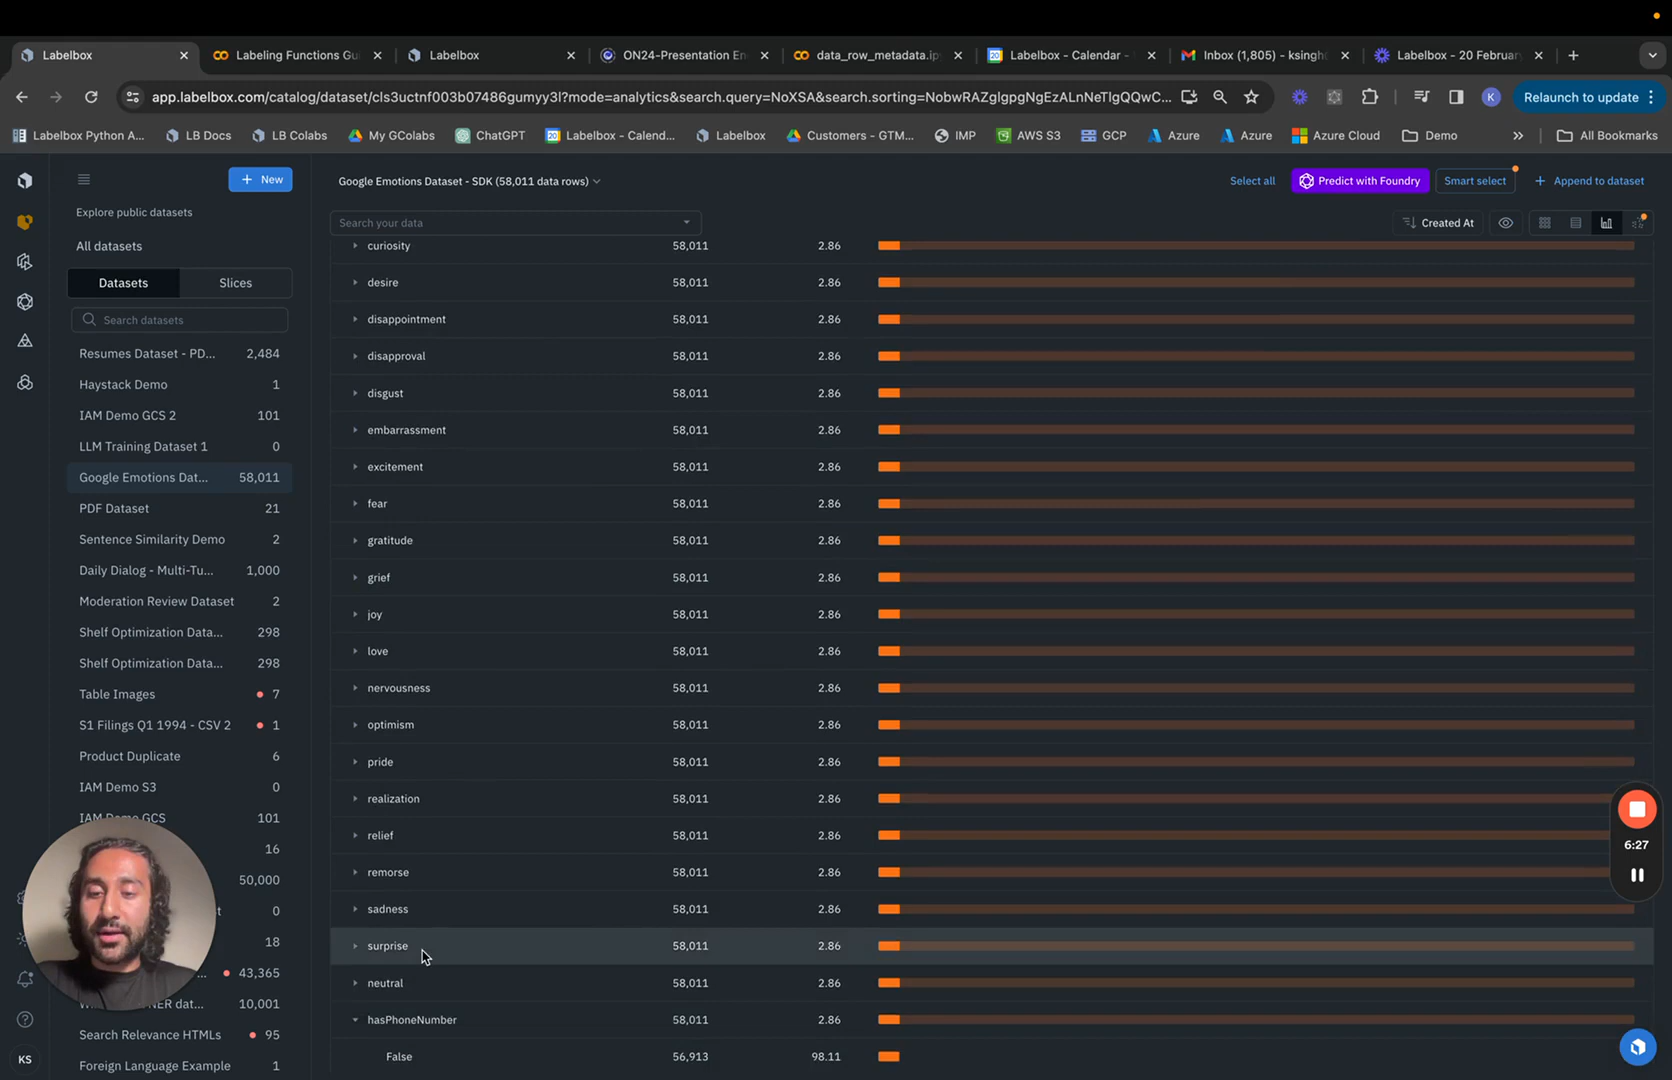 Labelbox
Labeling Functions Gu
Labelbox
ON24-Presentation En
data_row_metadata.ip
Labelbox - Calendar -
Inbox (1,805) - ksingh
Labelbox - 20 Februar
app.labelbox.com/catalog/dataset/cls3uctnf003b07486gumyy3l?mode=analytics&search.query=NoXSA&search.sorting=NobwRAZglgpgNgEzALnNeTlgQQwC...
K
Relaunch to update
Labelbox Python A...
LB Docs
LB Colabs
My GColabs
ChatGPT
Labelbox - Calend...
Labelbox
Customers - GTM...
IMP
AWS S3
GCP
Azure
Azure
Azure Cloud
Demo
All Bookmarks
+ New
Explore public datasets
All datasets
Datasets
Slices
Search datasets
Resumes Dataset - PD... 2,484
Haystack Demo 1
IAM Demo GCS 2 101
LLM Training Dataset 1 0
Google Emotions Dat... 58,011
PDF Dataset 21
Sentence Similarity Demo 2
Daily Dialog - Multi-Tu... 1,000
Moderation Review Dataset 2
Shelf Optimization Data... 298
Shelf Optimization Data... 298
Table Images 7
S1 Filings Q1 1994 - CSV 2 1
Product Duplicate 6
IAM Demo S3 0
IAM Demo GCS 101
16
50,000
0
18
43,365
NER dat... 10,001
Search Relevance HTMLs 95
Foreign Language Example 1
KS
Google Emotions Dataset - SDK (58,011 data rows)
Select all
Predict with Foundry
Smart select
+ Append to dataset
Search your data
Created At
curiosity 58,011 2.86
desire 58,011 2.86
disappointment 58,011 2.86
disapproval 58,011 2.86
disgust 58,011 2.86
embarrassment 58,011 2.86
excitement 58,011 2.86
fear 58,011 2.86
gratitude 58,011 2.86
grief 58,011 2.86
joy 58,011 2.86
love 58,011 2.86
nervousness 58,011 2.86
optimism 58,011 2.86
pride 58,011 2.86
realization 58,011 2.86
relief 58,011 2.86
remorse 58,011 2.86
sadness 58,011 2.86
surprise 58,011 2.86
neutral 58,011 2.86
hasPhoneNumber 58,011 2.86
False 56,913 98.11
6:27